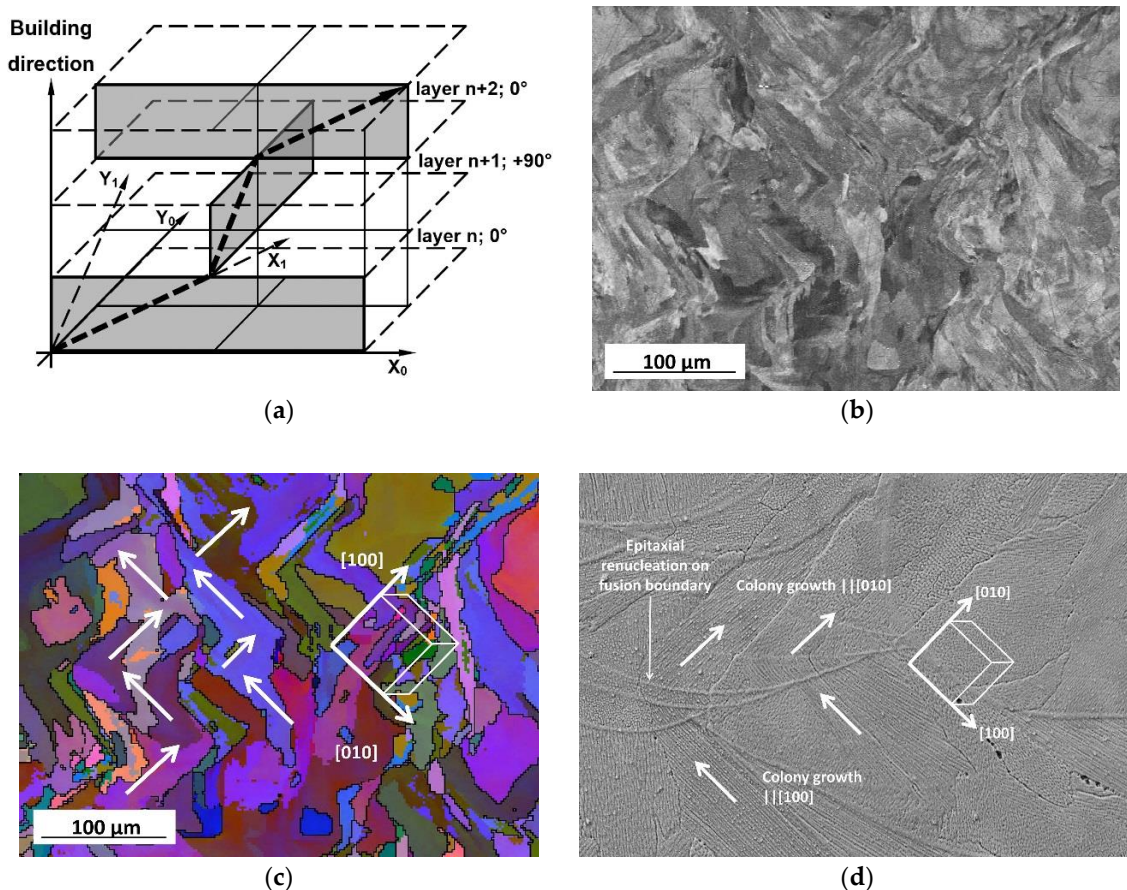 Building
direction
layer n+2; 0°
layer n+1; +90°
layer n; 0°
Y₁
Y₀
X₁
X₀
(a)
100 µm
(b)
[100]
[010]
100 µm
(c)
Epitaxial
renucleation on
fusion boundary
Colony growth ||[010]
[010]
[100]
Colony growth
||[100]
(d)